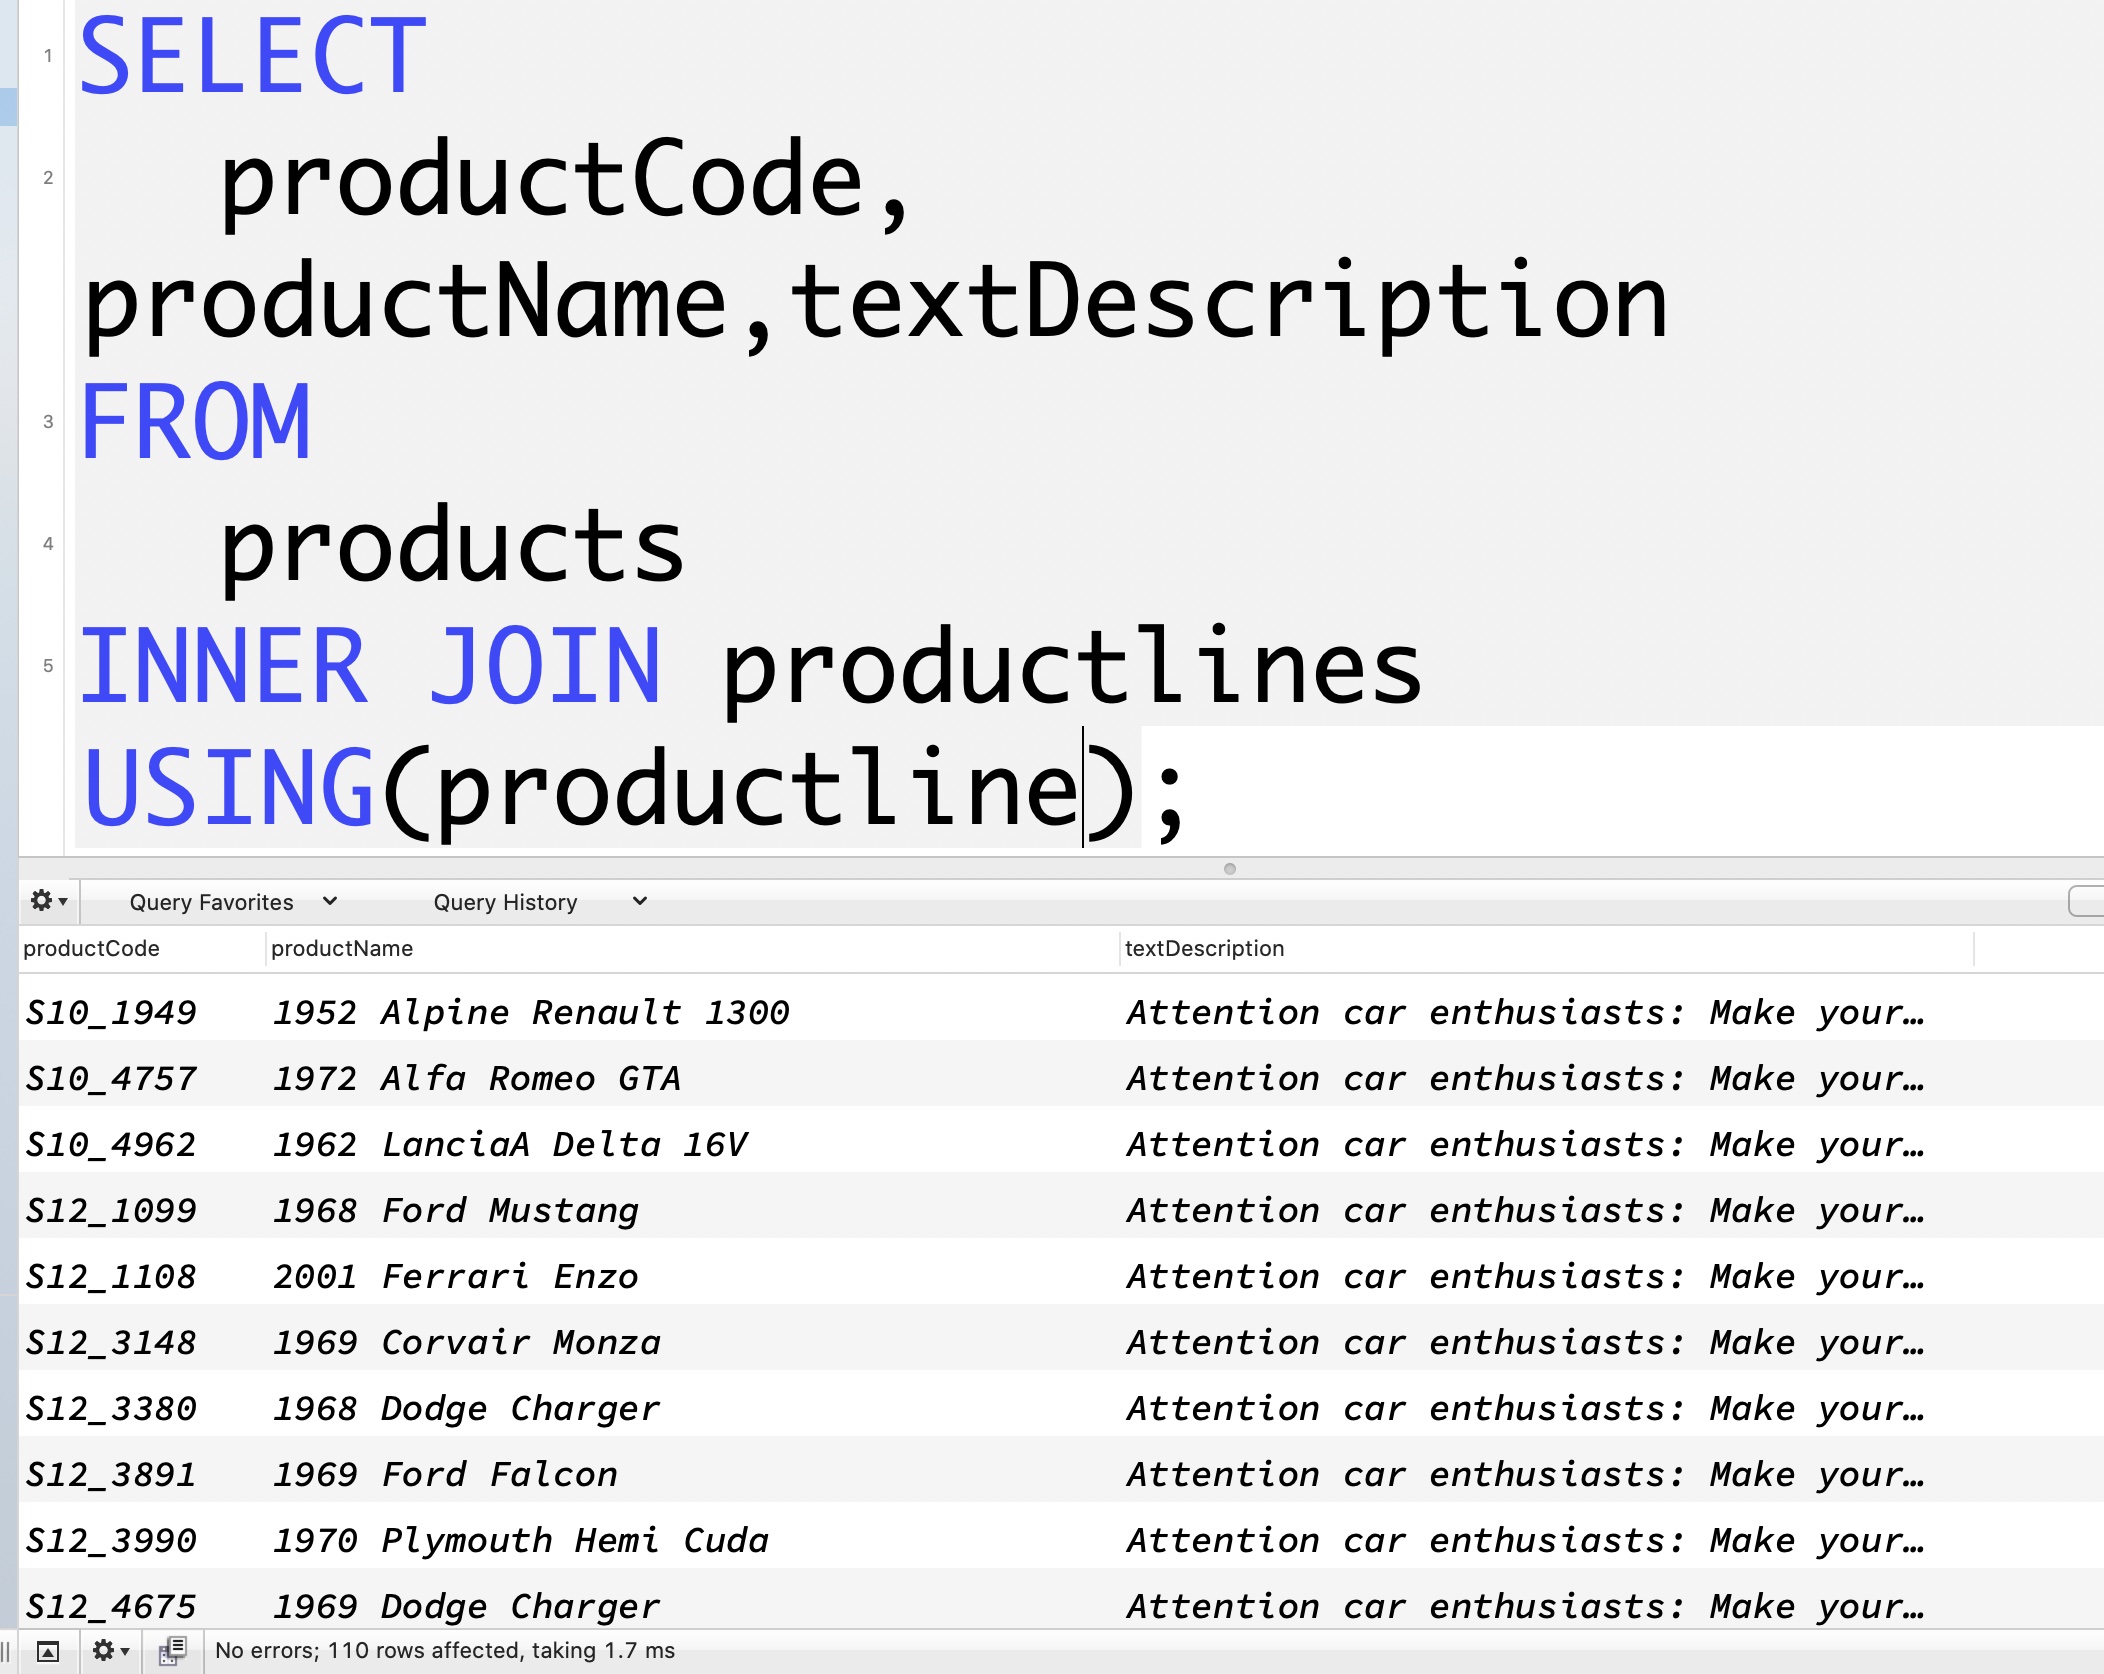 1 SELECT
2 productCode,
productName,textDescription
3 FROM
4 products
5 INNER JOIN productlines
USING(productline);
Query Favorites Query History
productCode productName textDescription
S10_1949 1952 Alpine Renault 1300 Attention car enthusiasts: Make your…
S10_4757 1972 Alfa Romeo GTA Attention car enthusiasts: Make your…
S10_4962 1962 LanciaA Delta 16V Attention car enthusiasts: Make your…
S12_1099 1968 Ford Mustang Attention car enthusiasts: Make your…
S12_1108 2001 Ferrari Enzo Attention car enthusiasts: Make your…
S12_3148 1969 Corvair Monza Attention car enthusiasts: Make your…
S12_3380 1968 Dodge Charger Attention car enthusiasts: Make your…
S12_3891 1969 Ford Falcon Attention car enthusiasts: Make your…
S12_3990 1970 Plymouth Hemi Cuda Attention car enthusiasts: Make your…
S12_4675 1969 Dodge Charger Attention car enthusiasts: Make your…
No errors; 110 rows affected, taking 1.7 ms